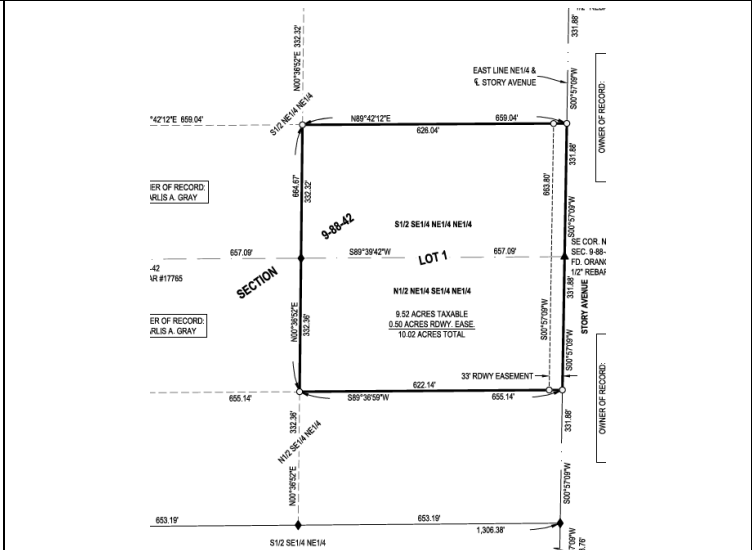 N00°36'52"E 332.32'
331.88'
EAST LINE NE1/4 &
℄ STORY AVENUE
S00°57'09"W
OWNER OF RECORD:
S1/2 NE1/4 NE1/4
°42'12"E 659.04'
N89°42'12"E 659.04'
626.04'
331.88'
664.67'
332.32'
663.80'
S00°57'09"W
ARLIS A. GRAY
9-88-42
S1/2 SE1/4 NE1/4 NE1/4
657.09'
S89°39'42"W
LOT 1
657.09'
SE COR. N
SEC. 9-88-
FD. ORANG
1/2" REBAR
-42
AR #17765
SECTION
N1/2 NE1/4 SE1/4 NE1/4
331.88'
STORY AVENUE
9.52 ACRES TAXABLE
0.50 ACRES RDWY. EASE.
10.02 ACRES TOTAL
N00°36'52"E
332.36'
S00°57'09"W
S00°57'09"W
ER OF RECORD:
RLIS A. GRAY
33' RDWY EASEMENT
622.14'
655.14'
S89°36'59"W
655.14'
OWNER OF RECORD:
332.36'
331.88'
N1/2 SE1/4 NE1/4
N00°36'52"E
S00°57'09"W
653.19'
653.19'
1,306.38'
S1/2 SE1/4 NE1/4